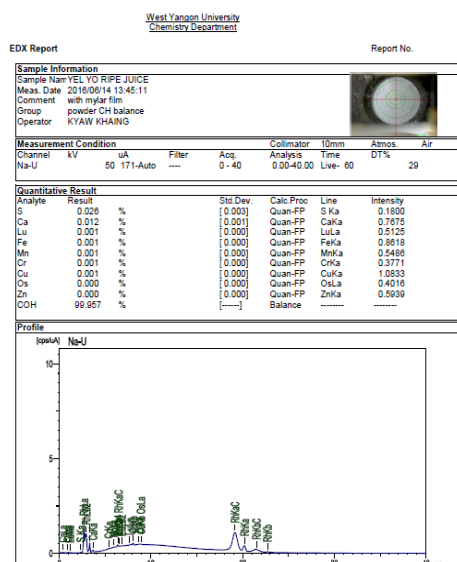 West Yangon University
Chemistry Department
EDX Report Report No.
Sample Information
Sample Nam YEL YO RIPE JUICE
Meas. Date 2016/06/14 13:45:11
Comment with mylar film
Group powder CH balance
Operator KYAW KHAING
Measurement Condition Collimator 10mm Atmos. Air
Channel kV uA Filter Acq. Analysis Time DT%
Na-U 50 171-Auto ---- 0 - 40 0.00-40.00 Live- 60 29
Quantitative Result
Analyte Result Std.Dev. Calc.Proc Line Intensity
S 0.026 % [ 0.003] Quan-FP S Ka 0.1800
Ca 0.012 % [ 0.001] Quan-FP CaKa 0.7675
Lu 0.001 % [ 0.000] Quan-FP LuLa 0.5125
Fe 0.001 % [ 0.000] Quan-FP FeKa 0.8618
Mn 0.001 % [ 0.000] Quan-FP MnKa 0.5486
Cr 0.001 % [ 0.000] Quan-FP CrKa 0.3771
Cu 0.001 % [ 0.000] Quan-FP CuKa 1.0833
Os 0.000 % [ 0.000] Quan-FP OsLa 0.4016
Zn 0.000 % [ 0.000] Quan-FP ZnKa 0.5939
COH 99.957 % [------] Balance -------- --------
Profile
[cps/uA] Na-U
10
5
S Ka
CaKa
CrKa
RhKaC
OsLa
RhKaC
RhKa
RhKbC
RhKb
0